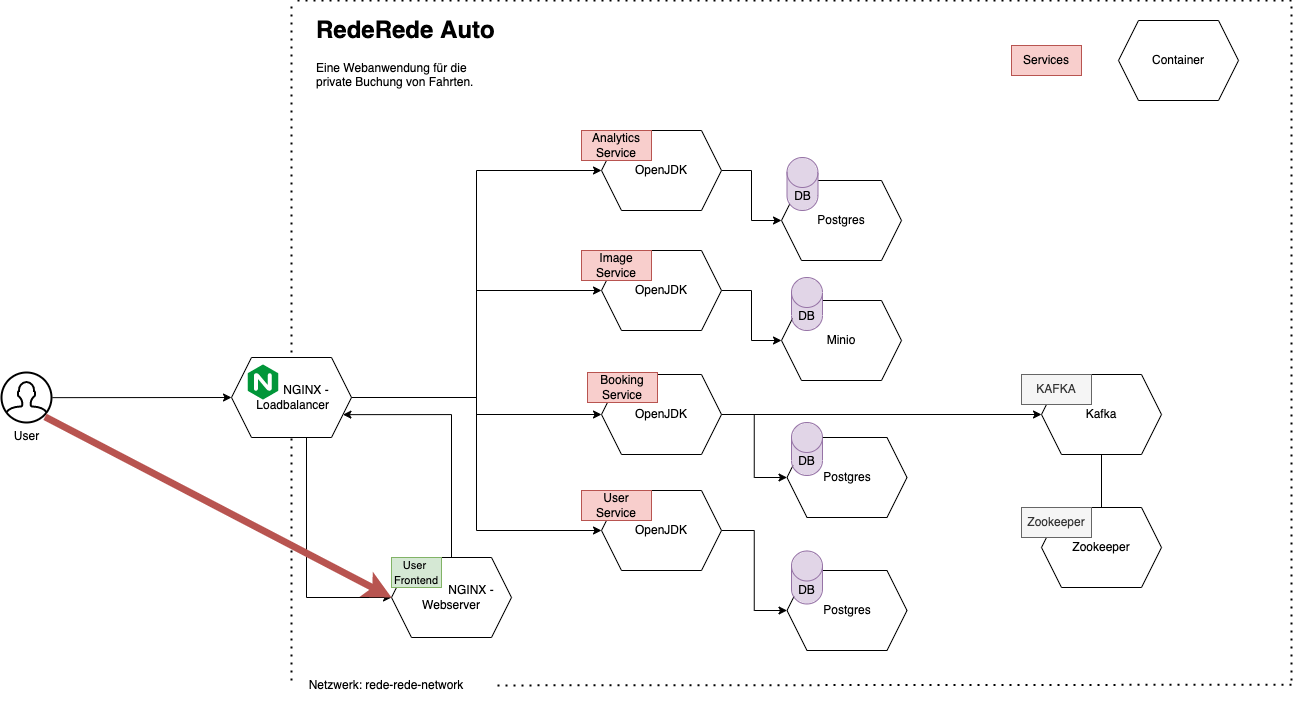 RedeRede Auto
Eine Webanwendung für die
private Buchung von Fahrten.
Services
Container
Analytics
Service
OpenJDK
DB
Postgres
Image
Service
OpenJDK
DB
Minio
User
N
NGINX -
Loadbalancer
Booking
Service
OpenJDK
DB
Postgres
KAFKA
Kafka
User
Service
OpenJDK
DB
Postgres
Zookeeper
Zookeeper
User
Frontend
NGINX -
Webserver
Netzwerk: rede-rede-network